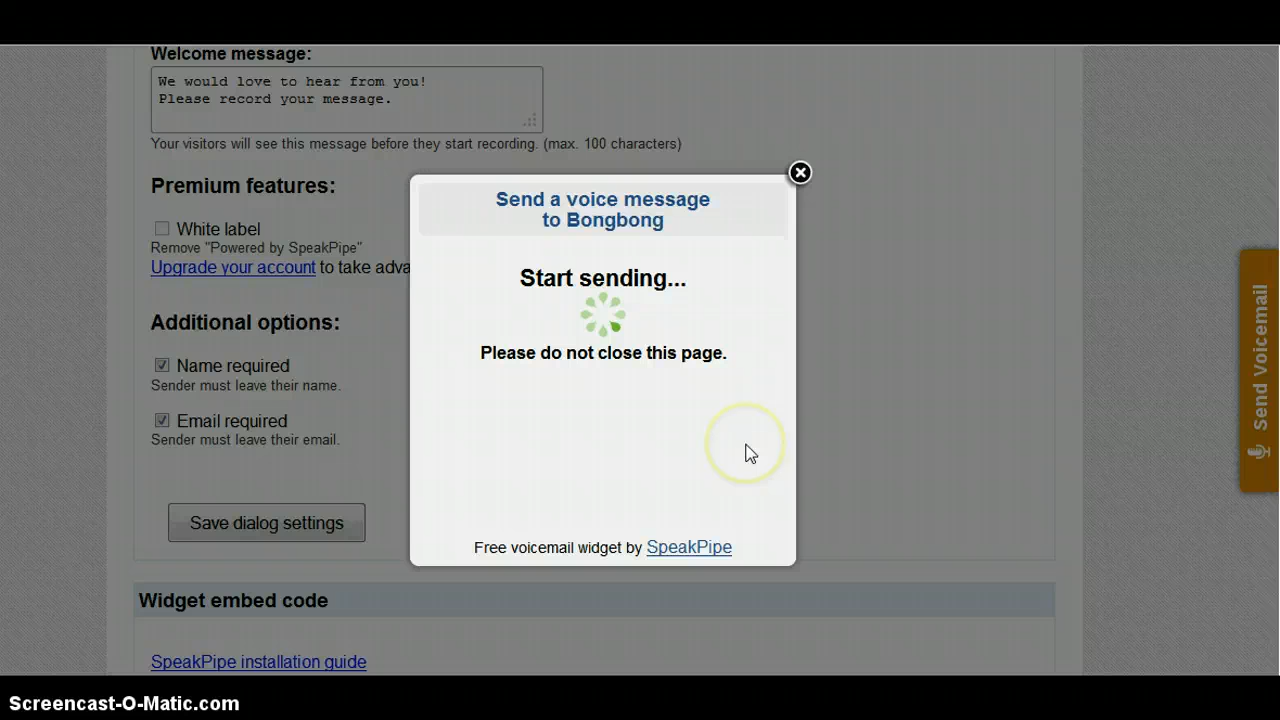 Welcome message:
We would love to hear from you!
Please record your message.
Your visitors will see this message before they start recording. (max. 100 characters)
Premium features:
White label
Remove "Powered by SpeakPipe"
Upgrade your account to take adva
Additional options:
Name required
Sender must leave their name.
Email required
Sender must leave their email.
Save dialog settings
Send a voice message
to Bongbong
Start sending...
Please do not close this page.
Free voicemail widget by SpeakPipe
Send Voicemail
Widget embed code
SpeakPipe installation guide
Screencast-O-Matic.com